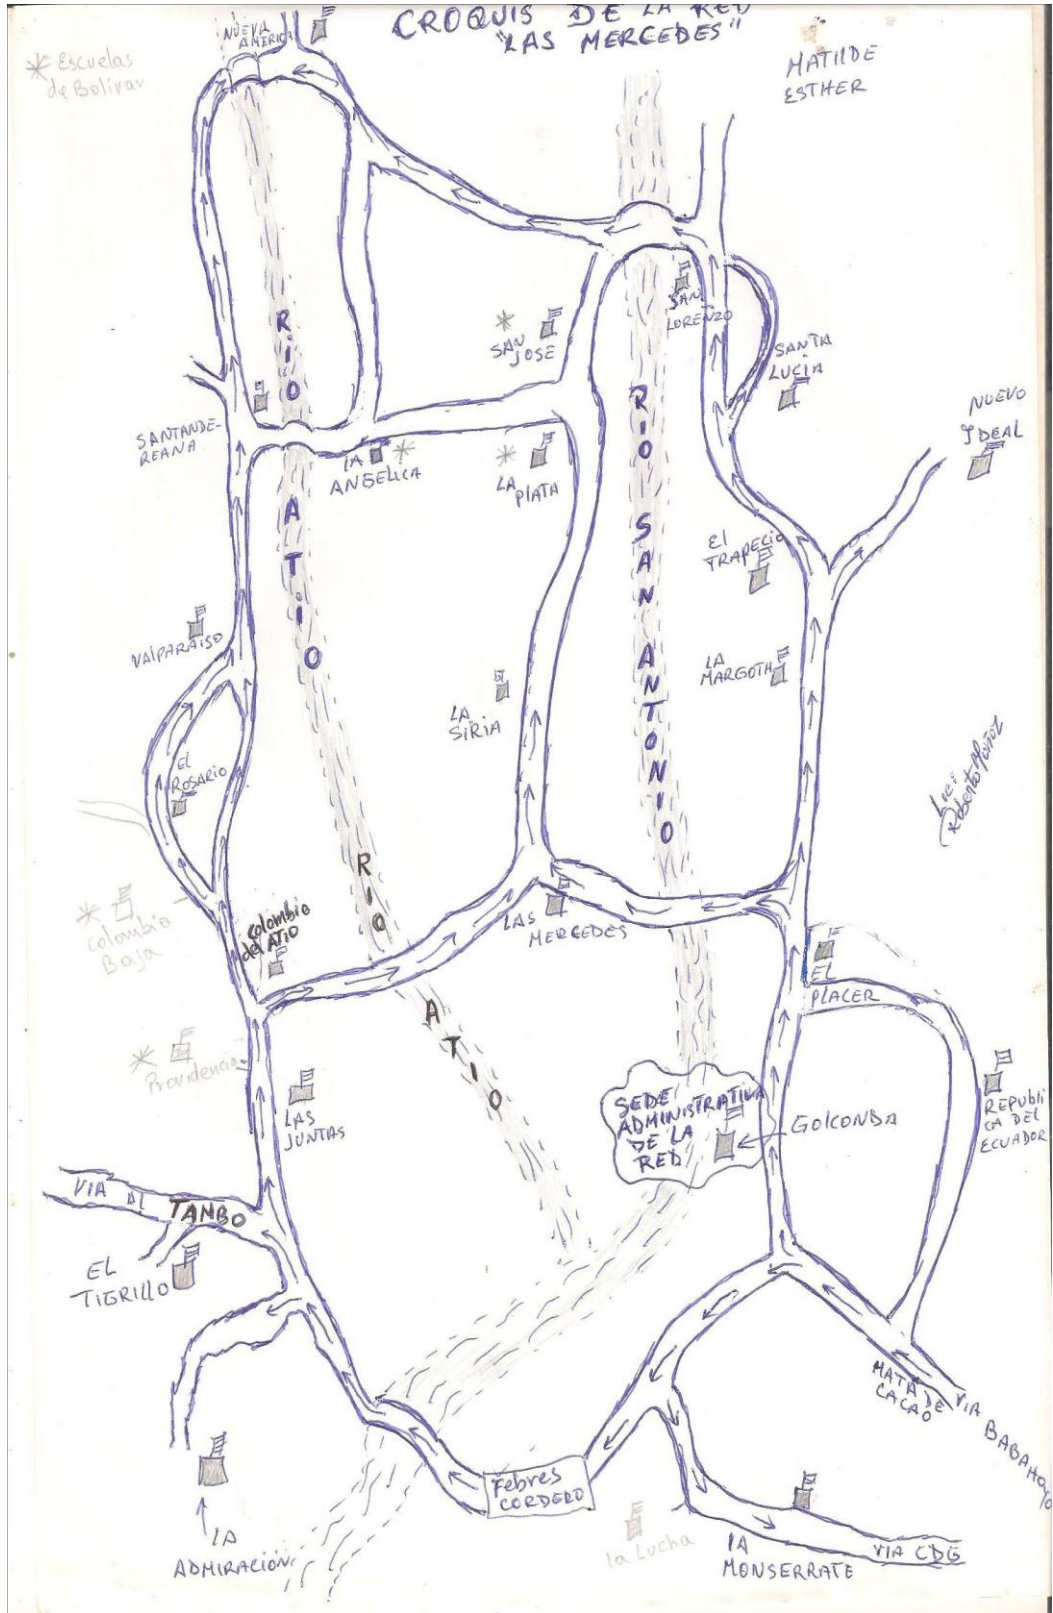 CROQUIS DE LA RED
"LAS MERCEDES"
NUEVA
AMERICA
* Escuelas
de Bolivar
MATILDE
ESTHER
RIO
SAN
LORENZO
* SAN
JOSE
SANTA
LUCIA
NUEVO
IDEAL
SANTANDE-
REANA
LA
ANGELICA *
* LA
PLATA
RIO SAN ANTONIO
ATIO
El
TRAPECIO
VALPARAISO
LA
MARGOTH
LA
SIRIA
El
ROSARIO
Lic:
RIO
* Colombia
Baja
Colombia
del ATIO
LAS
MERCEDES
EL
PLACER
ATIO
* Providencia
LAS
JUNTAS
SEDE
ADMINISTRATIVA
DE LA
RED
GOLCONDA
REPUBLI
CA DEL
ECUADOR
VIA AL TANBO
EL
TIGRILLO
MATA DE
CACAO
VIA BABAHOYO
Febres
CORDERO
la Lucha
LA
ADMIRACIÓN
LA
MONSERRATE
VIA CDG